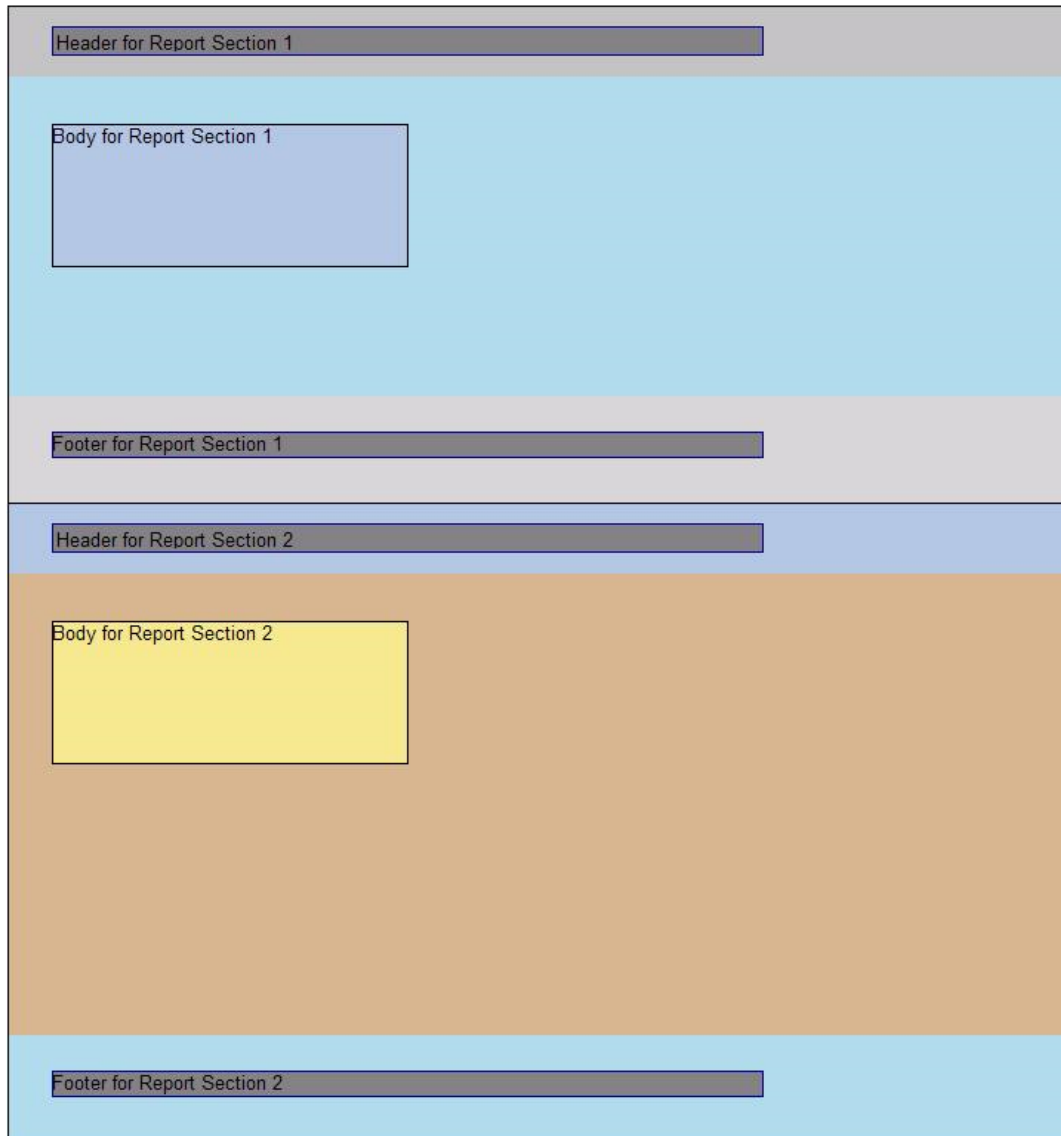 Header for Report Section 1
Body for Report Section 1
Footer for Report Section 1
Header for Report Section 2
Body for Report Section 2
Footer for Report Section 2